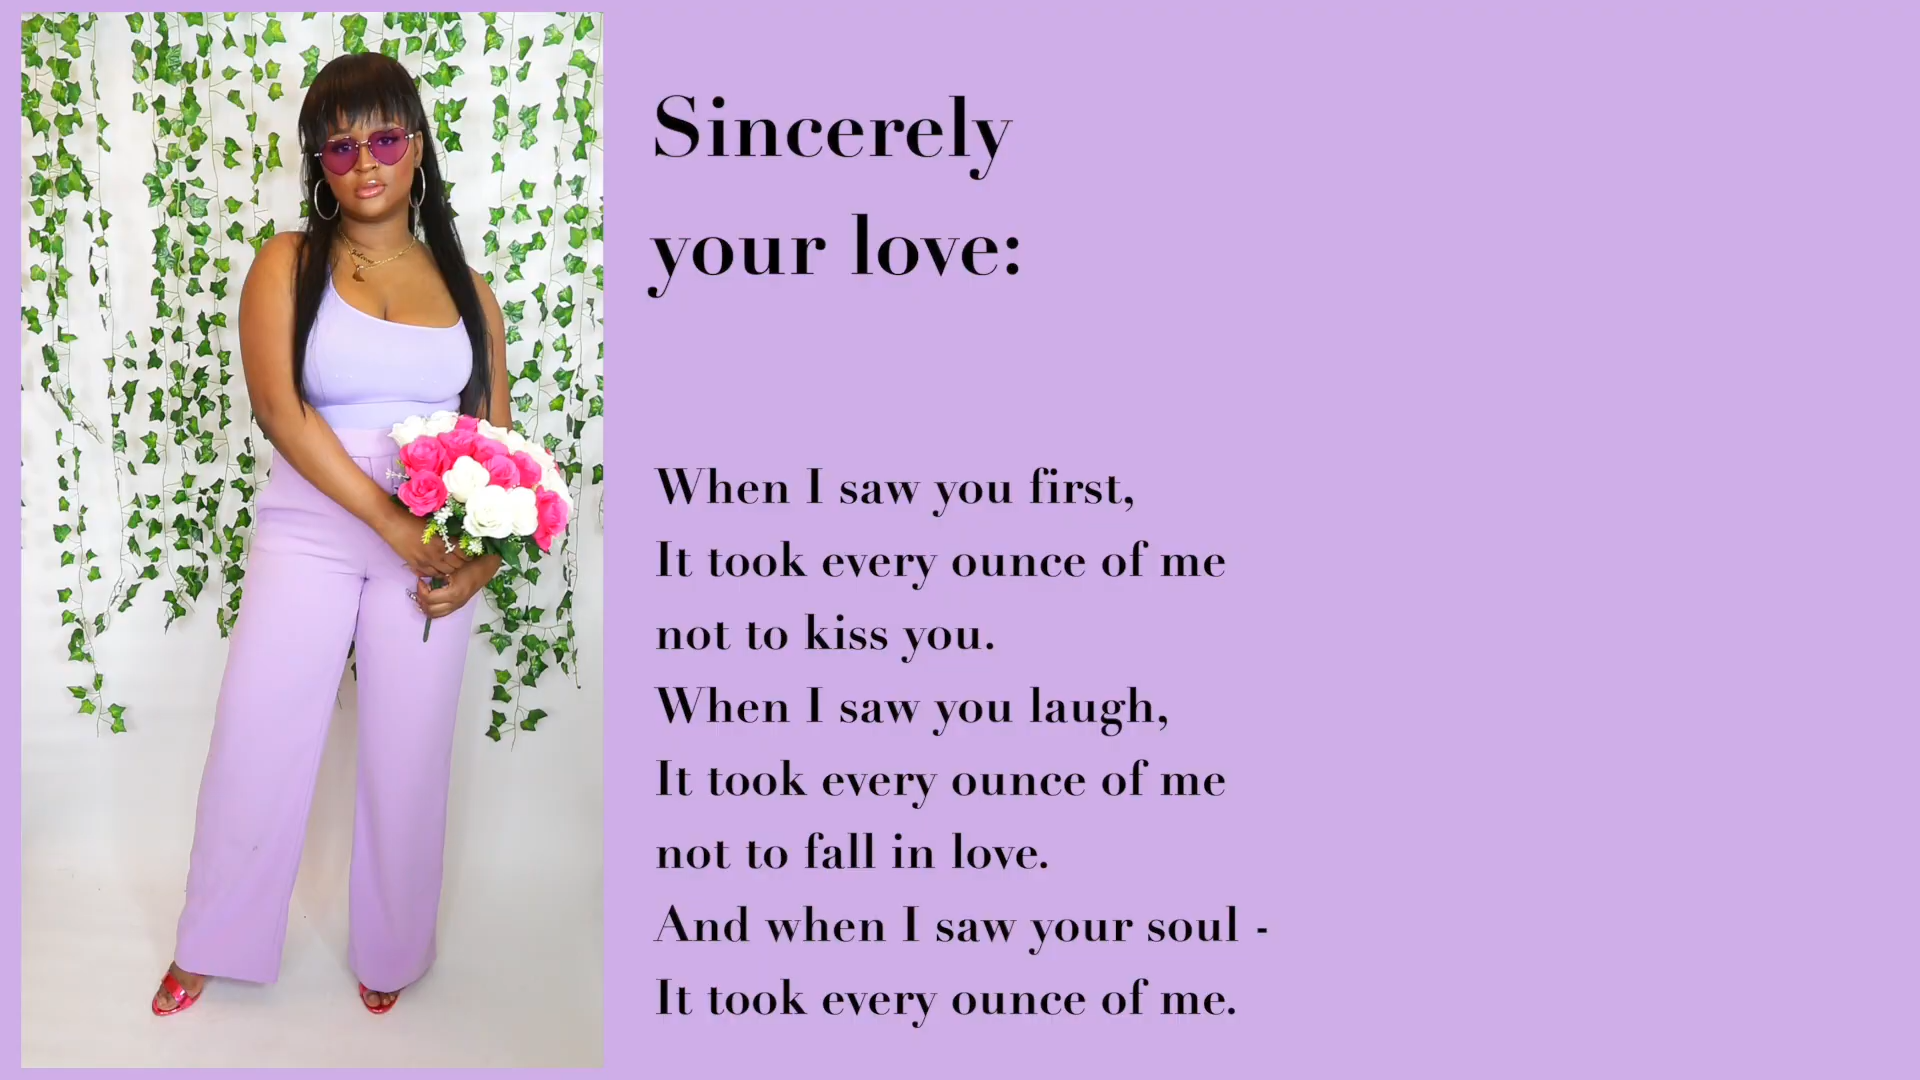 Sincerely
your love:
When I saw you first,
It took every ounce of me
not to kiss you.
When I saw you laugh,
It took every ounce of me
not to fall in love.
And when I saw your soul -
It took every ounce of me.